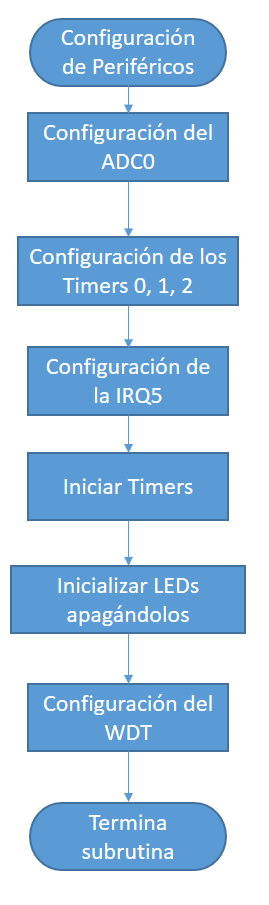 Configuración
de Periféricos
Configuración del
ADC0
Configuración de los
Timers 0, 1, 2
Configuración de
la IRQ5
Iniciar Timers
Inicializar LEDs
apagándolos
Configuración del
WDT
Termina
subrutina